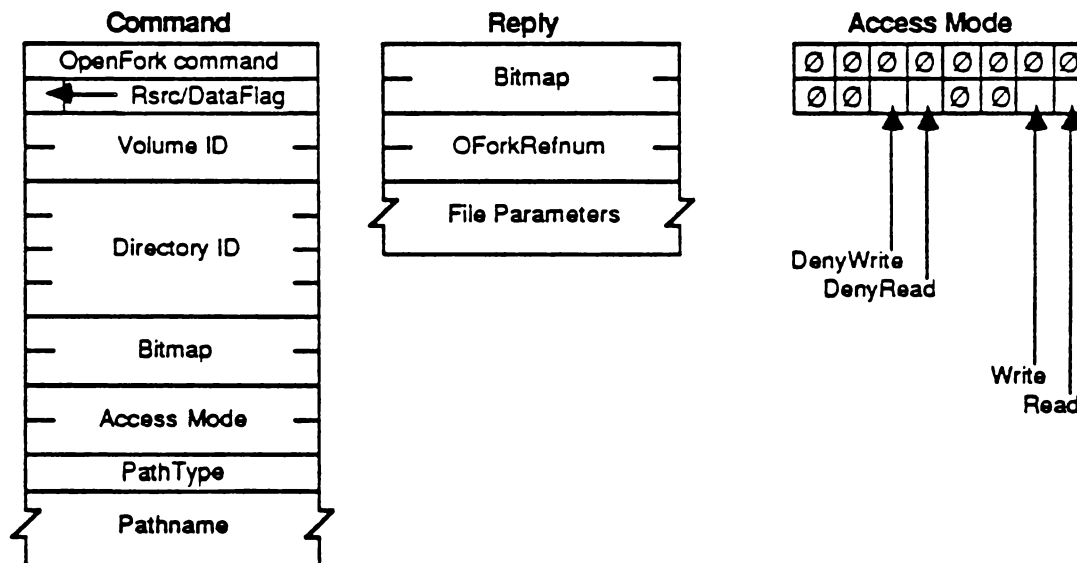 Command
OpenFork command
Rsrc/DataFlag
Volume ID
Directory ID
Bitmap
Access Mode
PathType
Pathname
Reply
Bitmap
OForkRefnum
File Parameters
Access Mode
Ø Ø Ø Ø Ø Ø Ø Ø
Ø Ø Ø Ø
DenyWrite
DenyRead
Write
Read